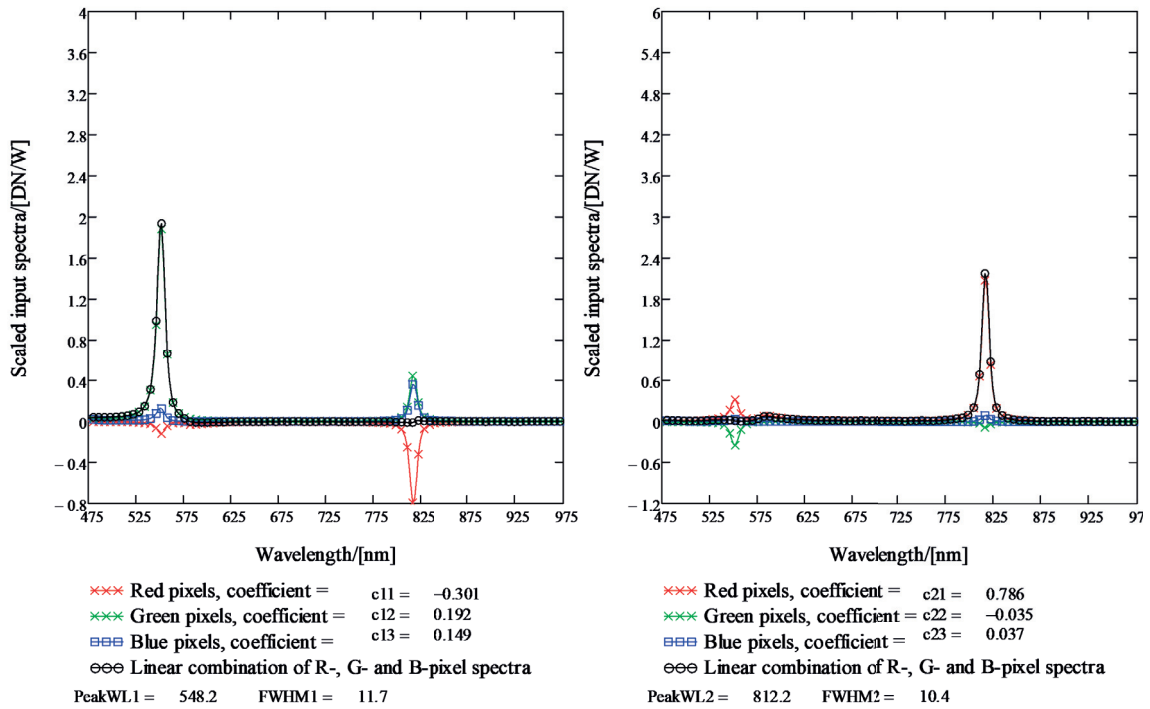 4
3.6
3.2
2.8
2.4
2
1.6
1.2
0.8
0.4
0
−0.4
−0.8
475 525 575 625 725 775 825 875 925 975
Scaled input spectra/[DN/W]
Wavelength/[nm]
Red pixels, coefficient = c11 = −0.301
Green pixels, coefficient = c12 = 0.192
Blue pixels, coefficient = c13 = 0.149
Linear combination of R-, G- and B-pixel spectra
PeakWL1 = 548.2 FWHM1 = 11.7
6
5.4
4.8
4.2
3.6
3
2.4
1.8
1.2
0.6
0
−0.6
−1.2
475 525 575 625 725 775 825 875 925 97
Scaled input spectra/[DN/W]
Wavelength/[nm]
Red pixels, coefficient = c21 = 0.786
Green pixels, coefficient = c22 = −0.035
Blue pixels, coefficient = c23 = 0.037
Linear combination of R-, G- and B-pixel spectra
PeakWL2 = 812.2 FWHM2 = 10.4